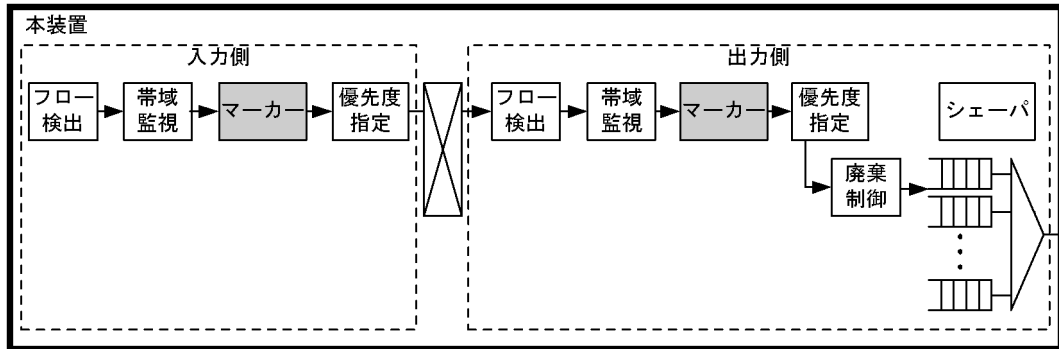 本装置
入力側
フロー
検出
帯域
監視
マーカー
優先度
指定
出力側
フロー
検出
帯域
監視
マーカー
優先度
指定
シェーパ
廃棄
制御